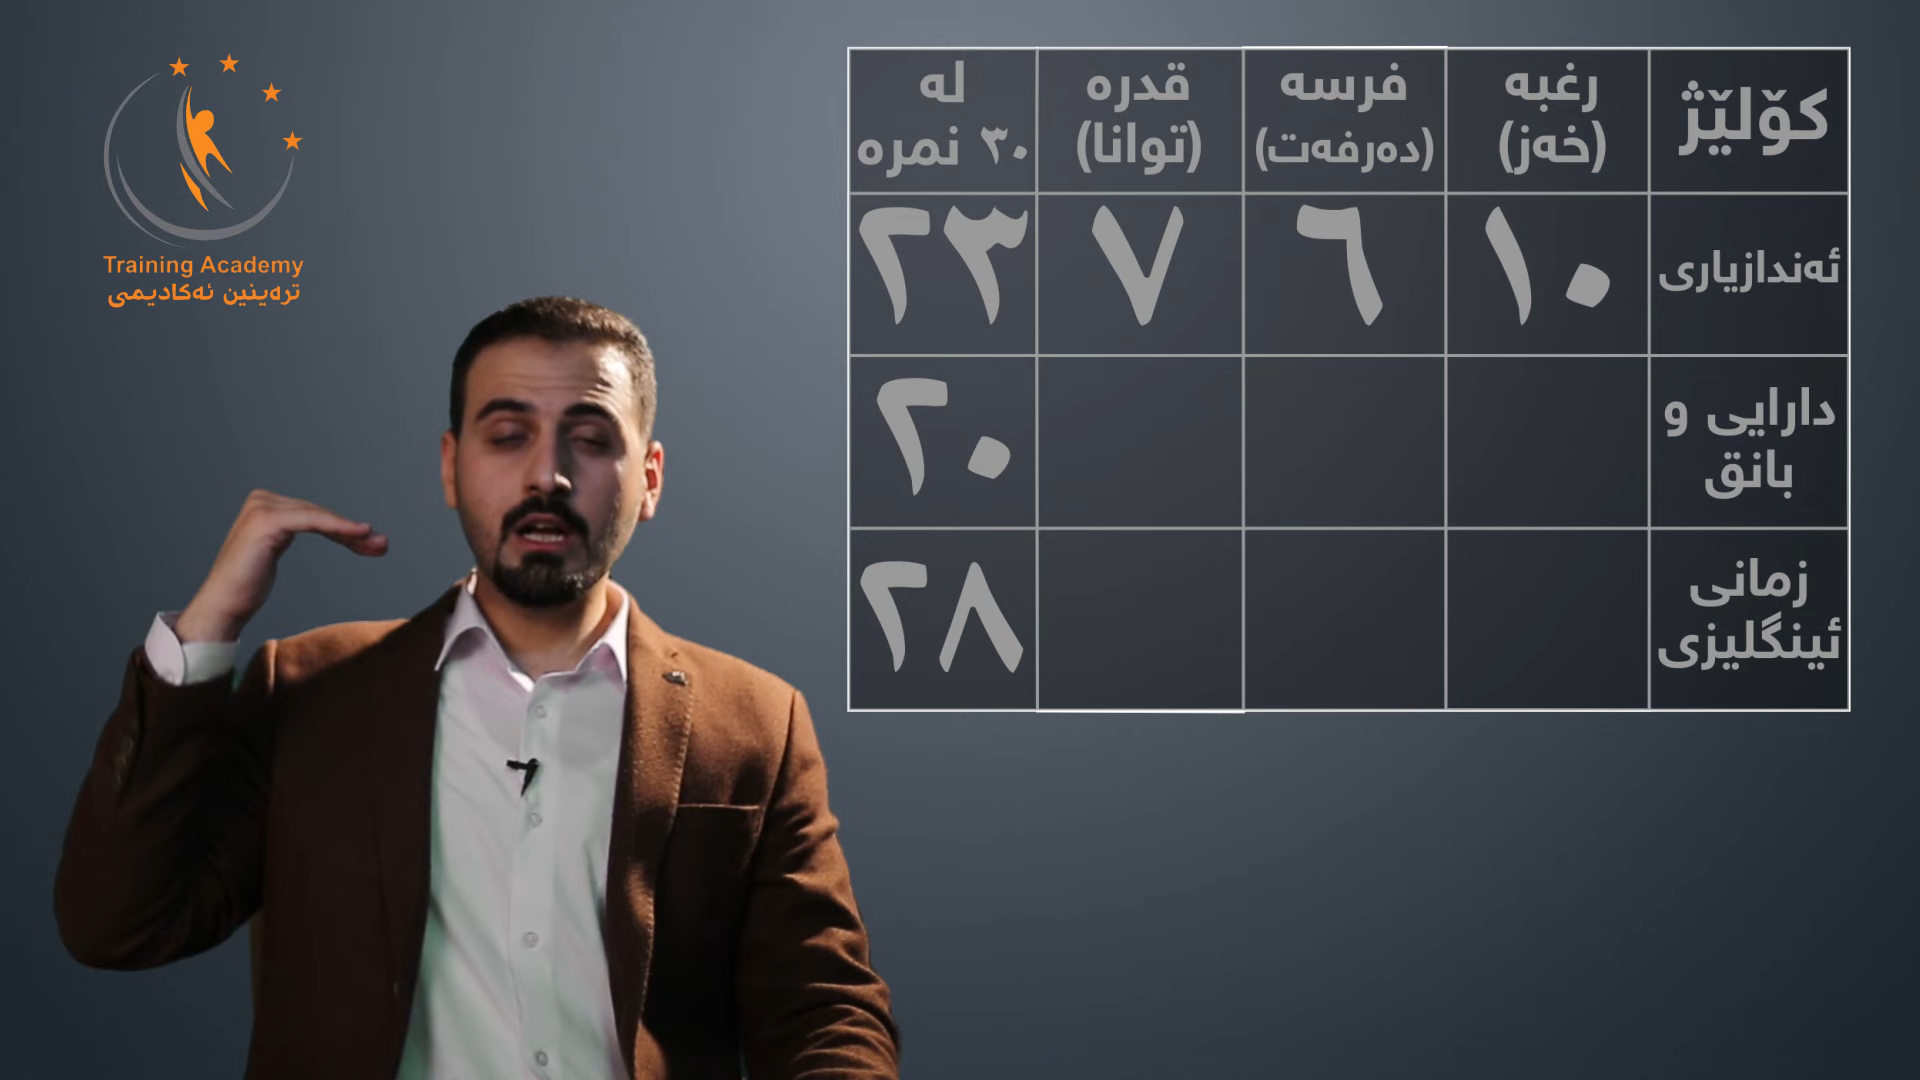 Training Academy
ترەینین ئەکادیمی
کۆلێژ
رغبە
(خەز)
فرسە
(دەرفەت)
قدرە
(توانا)
لە
٣٠ نمرە
ئەندازیاری
١٠
٦
٧
٢٣
دارایی و
بانق
٢٠
زمانی
ئینگلیزی
٢٨